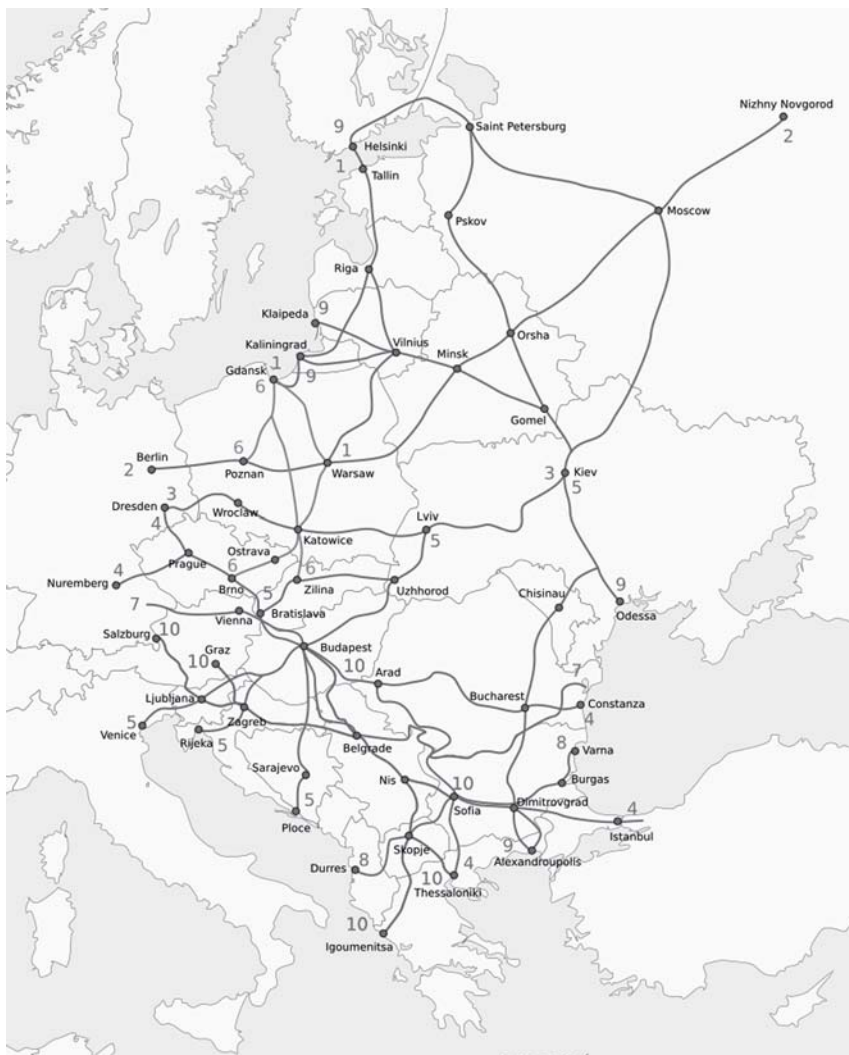 Nizhny Novgorod
2
9
Helsinki
Saint Petersburg
1
Tallin
Moscow
Pskov
Riga
Klaipeda
9
Kaliningrad
Vilnius
Orsha
Gdansk
1
Minsk
6
9
Gomel
Berlin
6
1
2
Poznan
Warsaw
3
Kiev
5
3
Dresden
Wroclaw
Lviv
4
Katowice
5
Ostrava
Prague
4
6
6
Nuremberg
Brno
5
Zilina
Uzhhorod
Chisinau
9
7
Vienna
Bratislava
Odessa
Salzburg
10
Graz
Budapest
10
10
Arad
7
Ljubljana
Bucharest
Constanza
4
Zagreb
5
Venice
Rijeka
5
Belgrade
8
Varna
Sarajevo
Nis
10
Burgas
5
Sofia
Dimitrovgrad
4
Ploce
Istanbul
Skopje
9
Durres
8
4
Alexandroupolis
10
Thessaloniki
10
Igoumenitsa